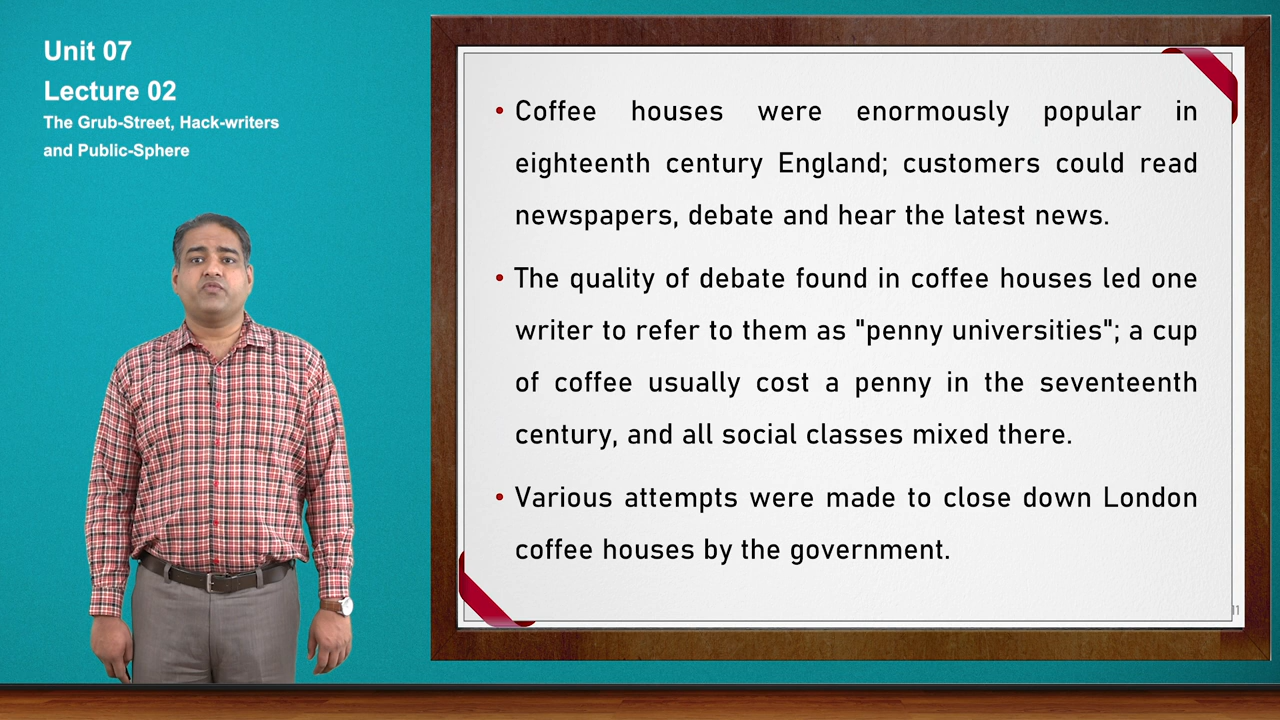 Unit 07
Lecture 02
The Grub-Street, Hack-writers
and Public-Sphere
• Coffee houses were enormously popular in
eighteenth century England; customers could read
newspapers, debate and hear the latest news.
• The quality of debate found in coffee houses led one
writer to refer to them as "penny universities"; a cup
of coffee usually cost a penny in the seventeenth
century, and all social classes mixed there.
• Various attempts were made to close down London
coffee houses by the government.
11